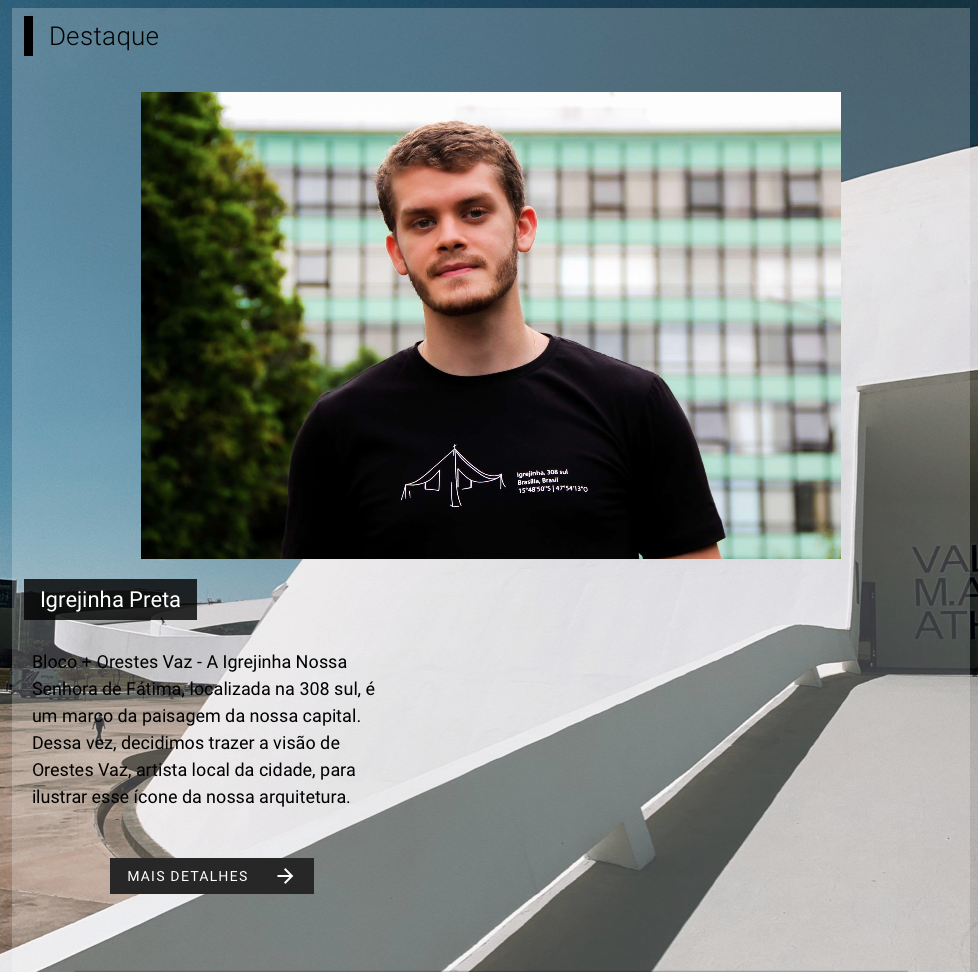 Destaque
Igrejinha, 308 sul
Brasília, Brasil
15°48'50"S | 47°54'13"O
Igrejinha Preta
Bloco + Orestes Vaz - A Igrejinha Nossa
Senhora de Fátima, localizada na 308 sul, é
um março da paisagem da nossa capital.
Dessa vez, decidimos trazer a visão de
Orestes Vaz, artista local da cidade, para
ilustrar esse ícone da nossa arquitetura.
MAIS DETALHES
VAL
M.A
ATH